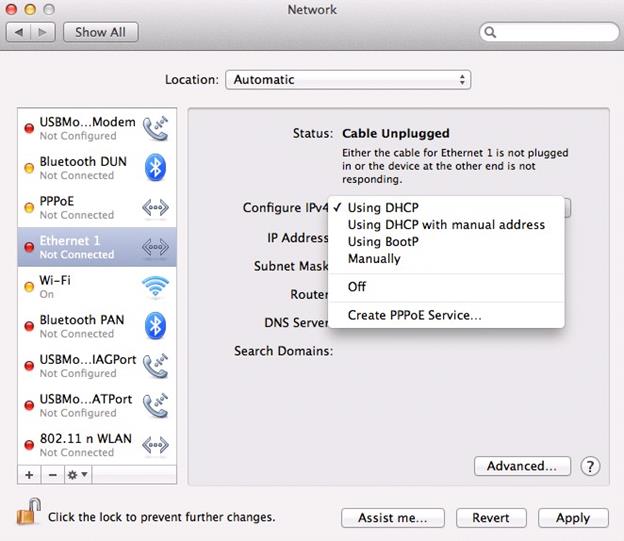 Network
Show All
Location: Automatic
USBMo...Modem
Not Configured
Bluetooth DUN
Not Connected
PPPoE
Not Connected
Ethernet 1
Not Connected
Wi-Fi
On
Bluetooth PAN
Not Connected
USBMo...IAGPort
Not Configured
USBMo...ATPort
Not Configured
802.11 n WLAN
Not Connected
Status: Cable Unplugged
Either the cable for Ethernet 1 is not plugged
in or the device at the other end is not
responding.
Configure IPv4 ✓ Using DHCP
Using DHCP with manual address
Using BootP
Manually
Off
Create PPPoE Service...
IP Address
Subnet Mask
Router
DNS Server
Search Domains:
Advanced... ?
+ −
Click the lock to prevent further changes.
Assist me... Revert Apply